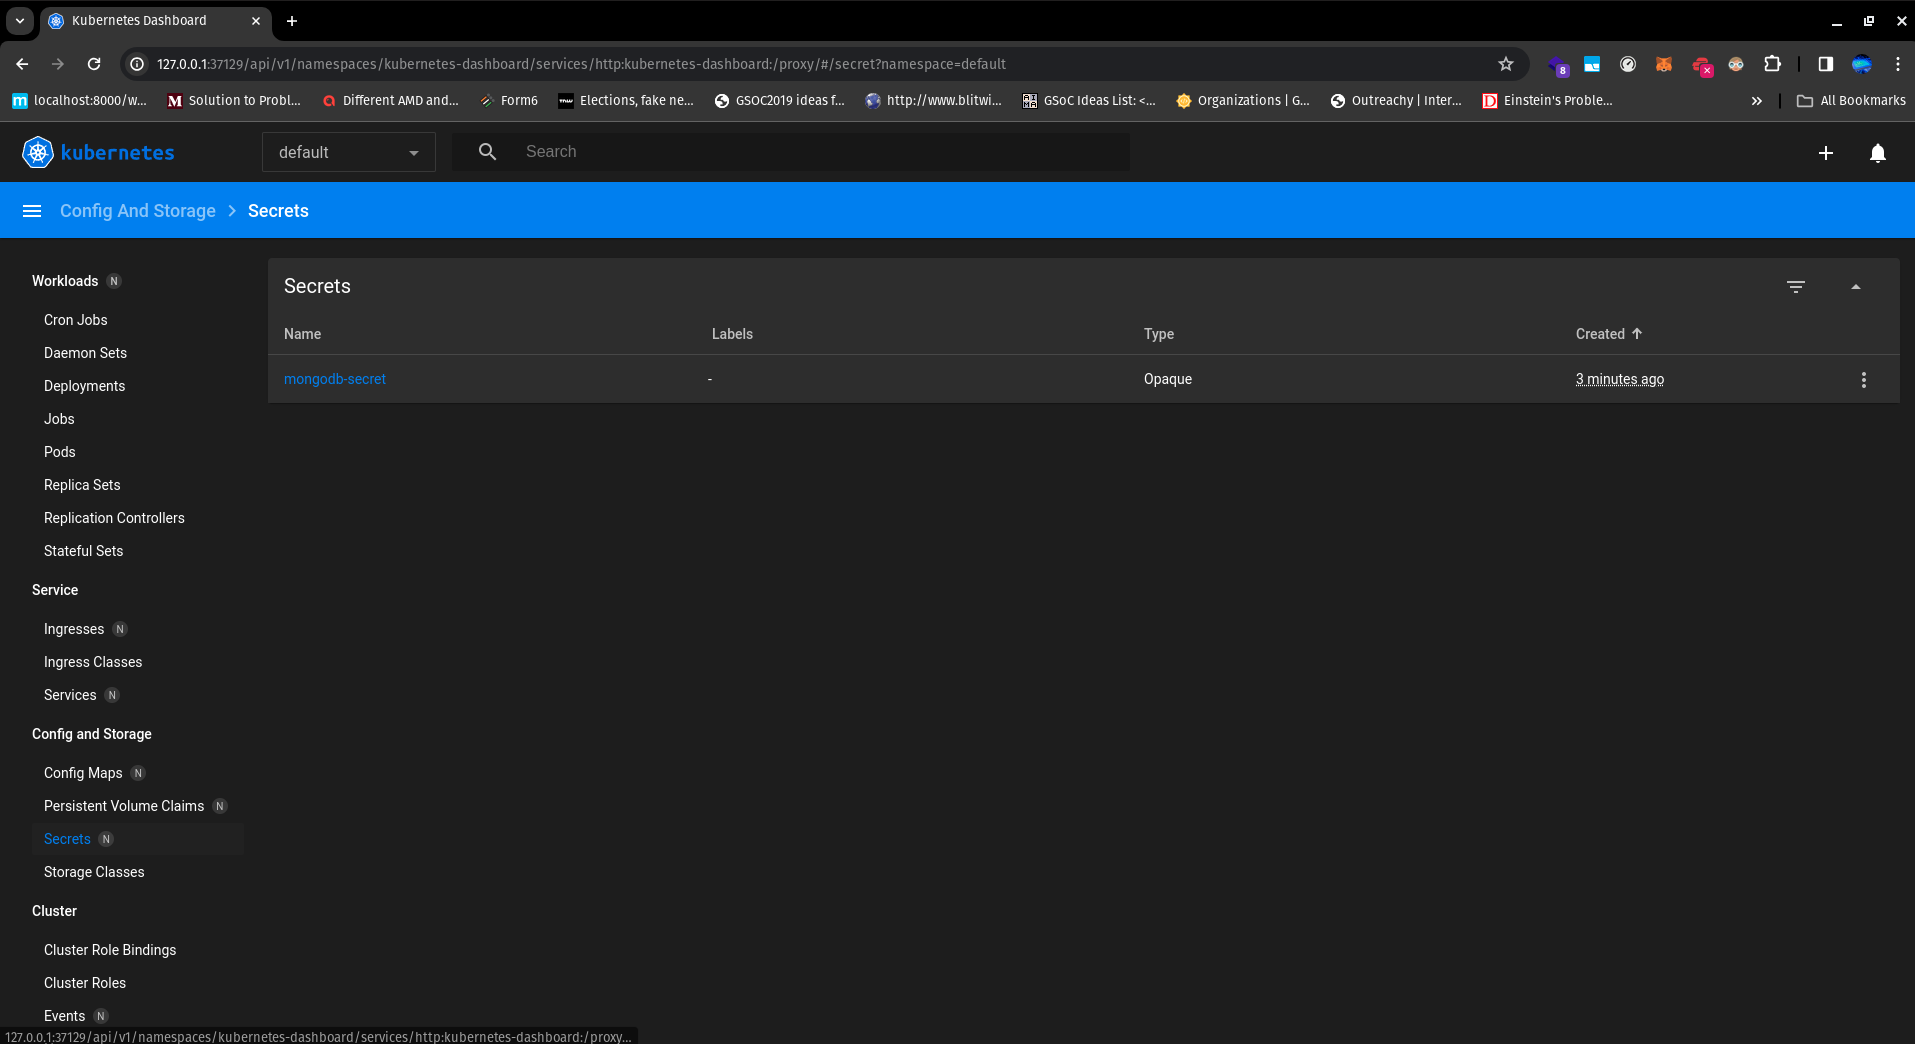 Kubernetes Dashboard
127.0.0.1:37129/api/v1/namespaces/kubernetes-dashboard/services/http:kubernetes-dashboard:/proxy/#/secret?namespace=default
8
localhost:8000/w... M Solution to Probl... Different AMD and... Form6 TNW Elections, fake ne... GSOC2019 ideas f... http://www.blitwi... AIMA GSoC Ideas List: <... Organizations | G... Outreachy | Inter... D Einstein's Proble... All Bookmarks
kubernetes default Search
Config And Storage > Secrets
Workloads N
Cron Jobs
Daemon Sets
Deployments
Jobs
Pods
Replica Sets
Replication Controllers
Stateful Sets
Service
Ingresses N
Ingress Classes
Services N
Config and Storage
Config Maps N
Persistent Volume Claims N
Secrets N
Storage Classes
Cluster
Cluster Role Bindings
Cluster Roles
Events N
Secrets
Name Labels Type Created
mongodb-secret - Opaque 3 minutes ago
127.0.0.1:37129/api/v1/namespaces/kubernetes-dashboard/services/http:kubernetes-dashboard:/proxy...